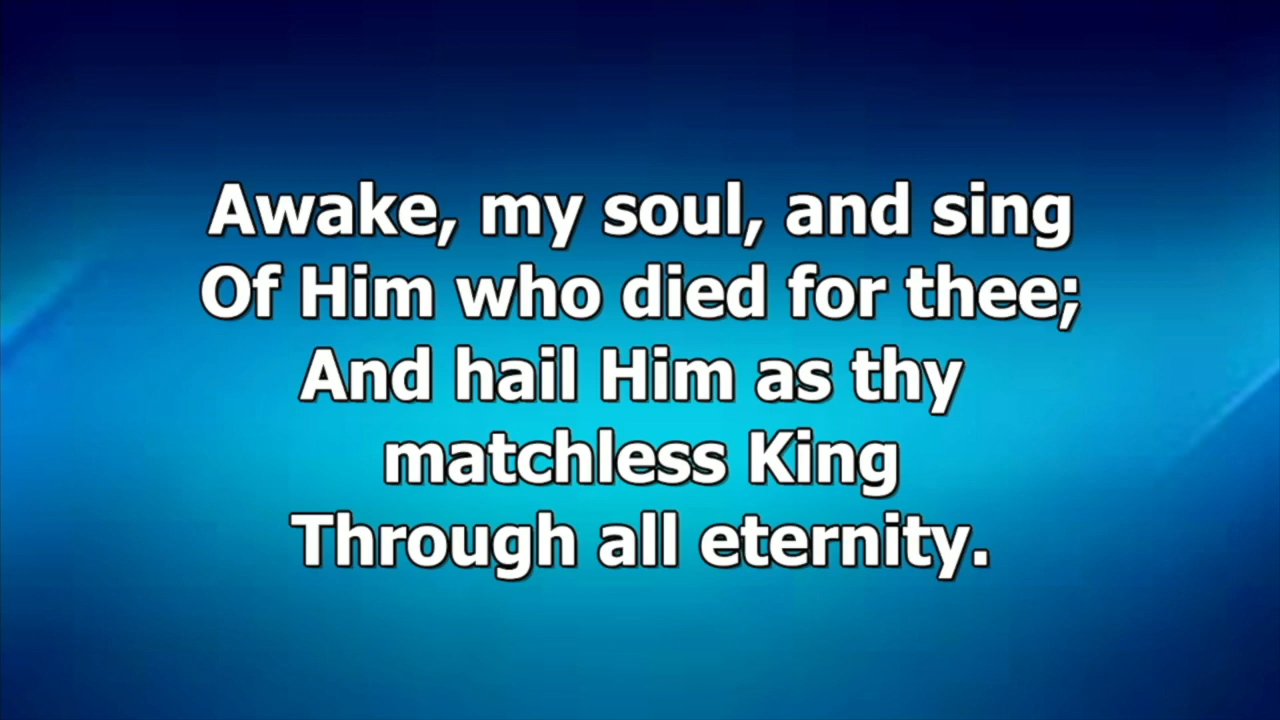 Awake, my soul, and sing
Of Him who died for thee;
And hail Him as thy
matchless King
Through all eternity.